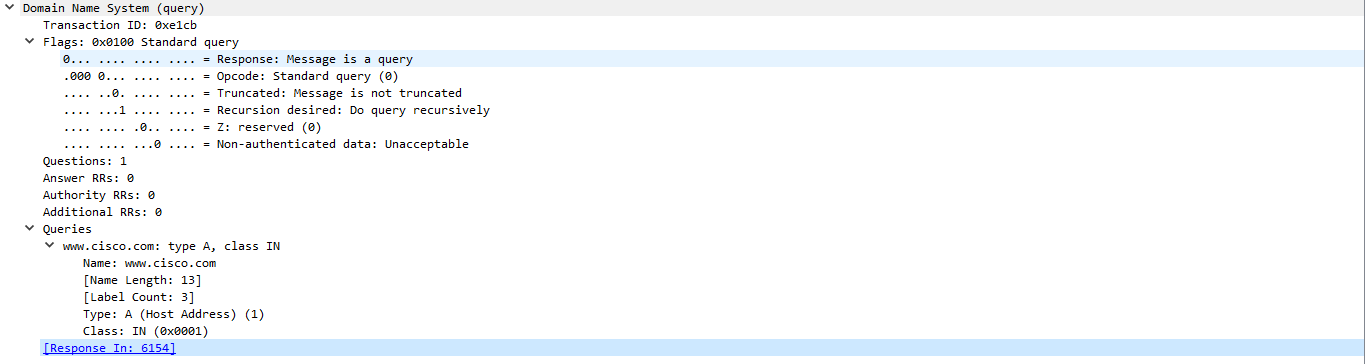 Domain Name System (query)
Transaction ID: 0xe1cb
Flags: 0x0100 Standard query
0... .... .... .... = Response: Message is a query
.000 0... .... .... = Opcode: Standard query (0)
.... ..0. .... .... = Truncated: Message is not truncated
.... ...1 .... .... = Recursion desired: Do query recursively
.... .... .0.. .... = Z: reserved (0)
.... .... ...0 .... = Non-authenticated data: Unacceptable
Questions: 1
Answer RRs: 0
Authority RRs: 0
Additional RRs: 0
Queries
www.cisco.com: type A, class IN
Name: www.cisco.com
[Name Length: 13]
[Label Count: 3]
Type: A (Host Address) (1)
Class: IN (0x0001)
[Response In: 6154]